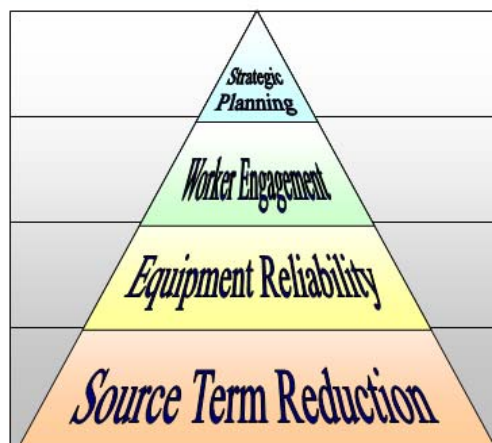 Strategic
Planning
Worker Engagement
Equipment Reliability
Source Term Reduction